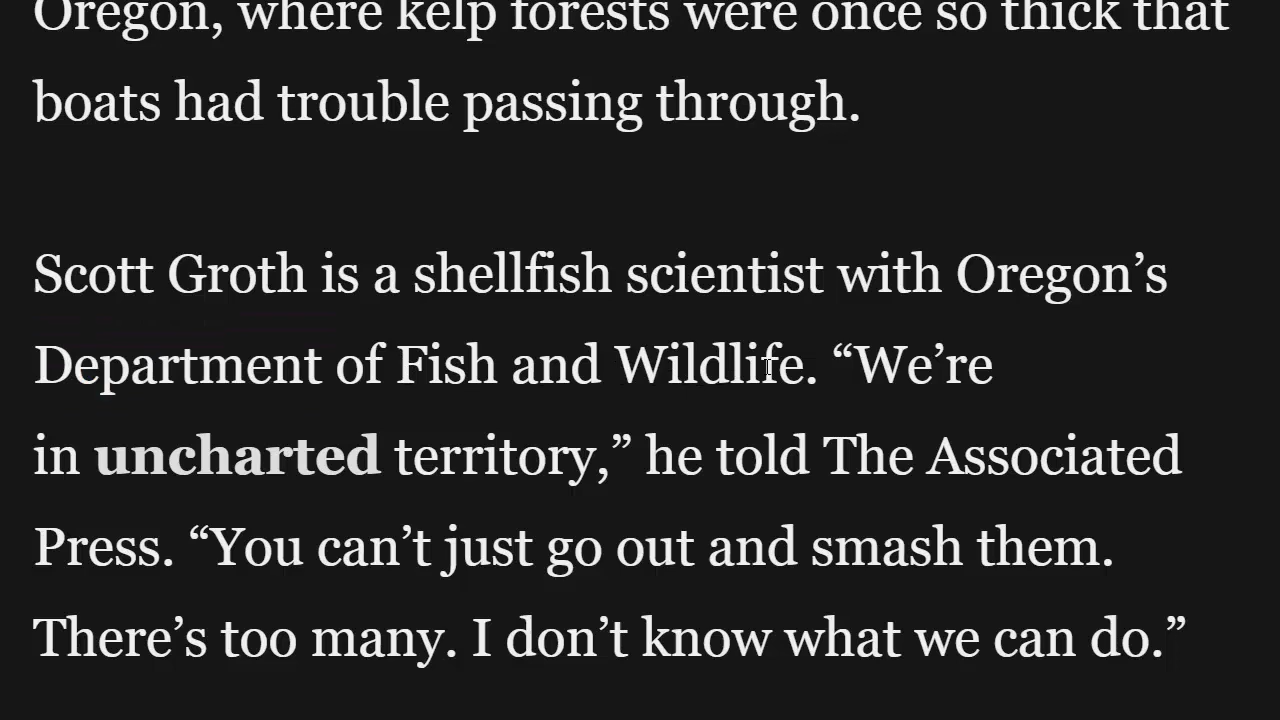 Oregon, where kelp forests were once so thick that
boats had trouble passing through.
Scott Groth is a shellfish scientist with Oregon’s
Department of Fish and Wildlife. “We’re
in uncharted territory,” he told The Associated
Press. “You can’t just go out and smash them.
There’s too many. I don’t know what we can do.”